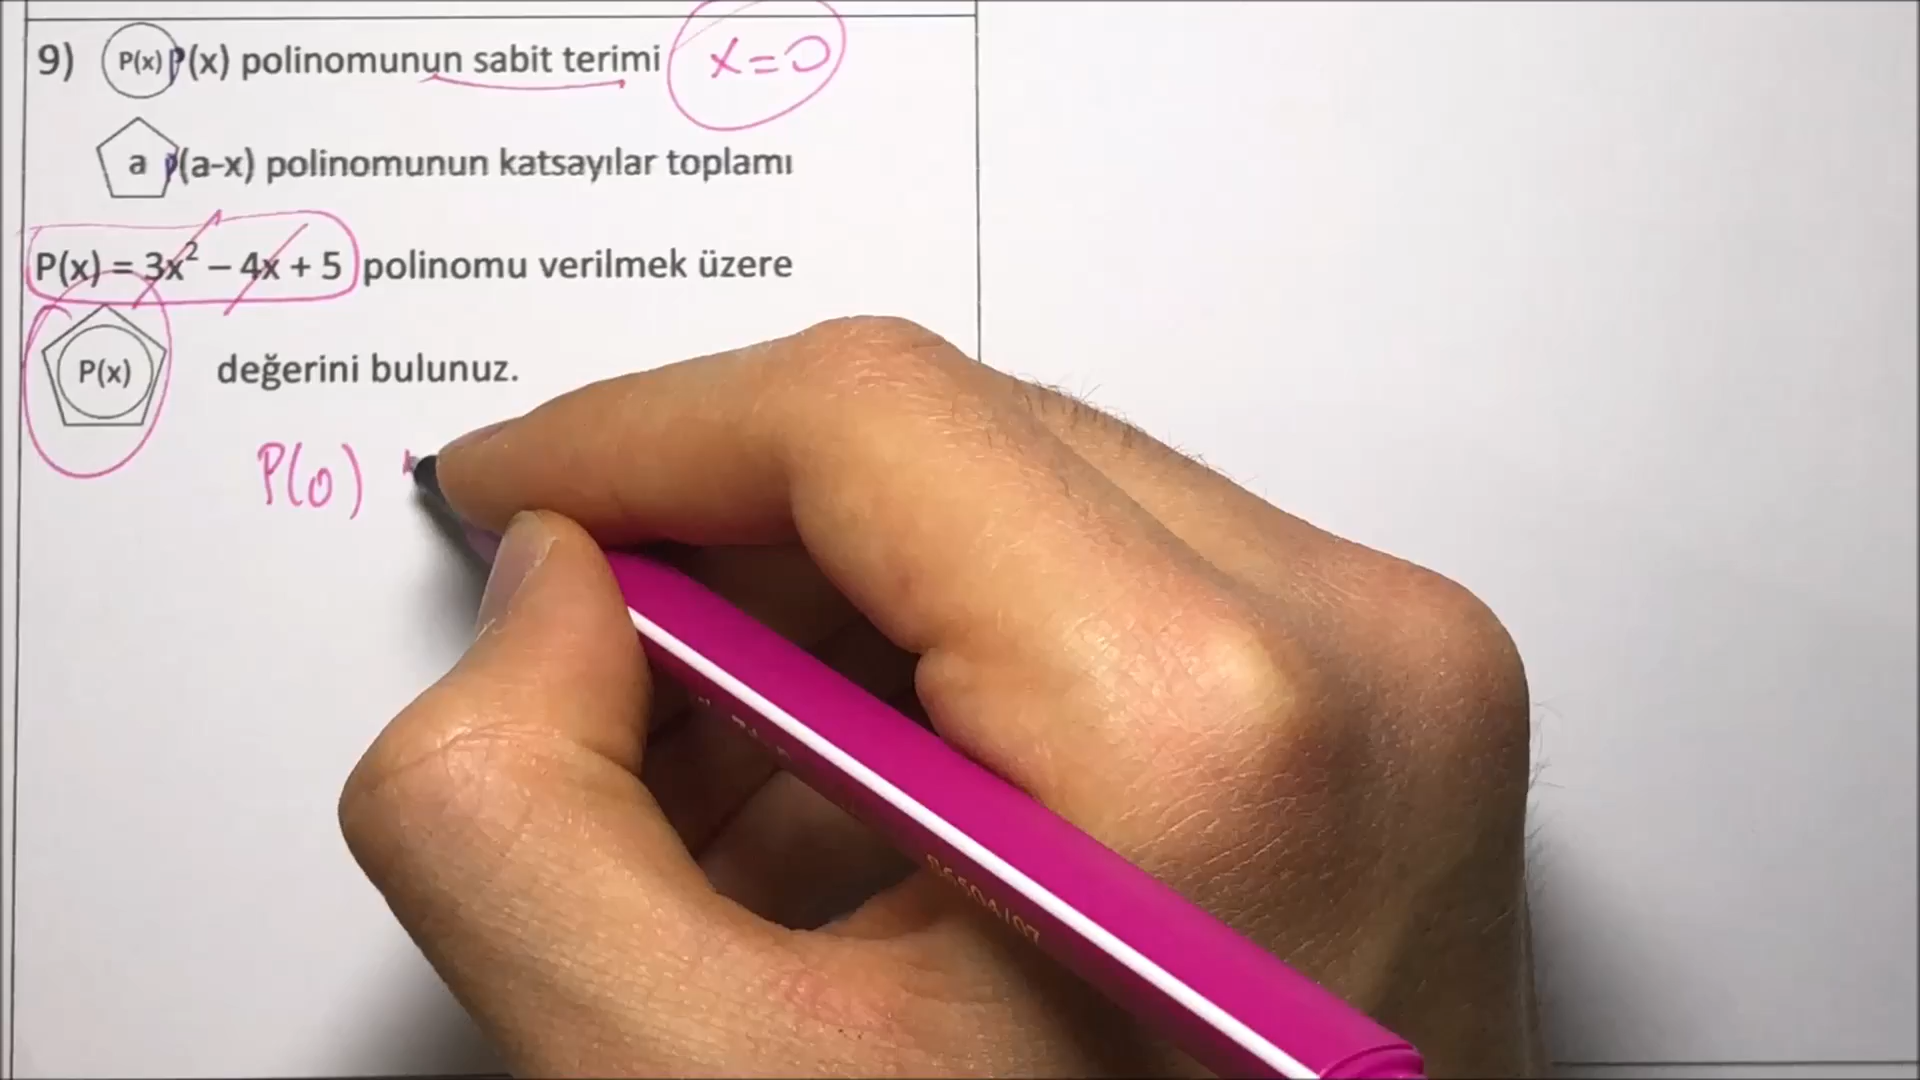 9) P(x) P(x) polinomunun sabit terimi x=0
a P(a-x) polinomunun katsayılar toplamı
P(x) = 3x² – 4x + 5 polinomu verilmek üzere
P(x) değerini bulunuz.
P(0)